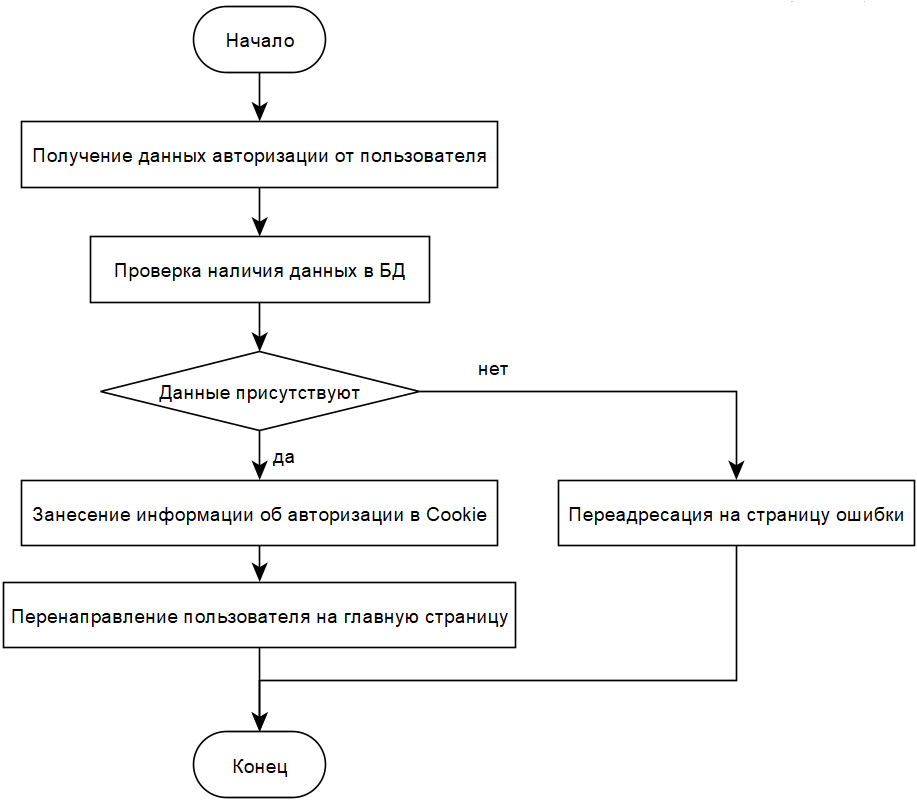 Начало
Получение данных авторизации от пользователя
Проверка наличия данных в БД
Данные присутствуют
нет
да
Занесение информации об авторизации в Cookie
Переадресация на страницу ошибки
Перенаправление пользователя на главную страницу
Конец